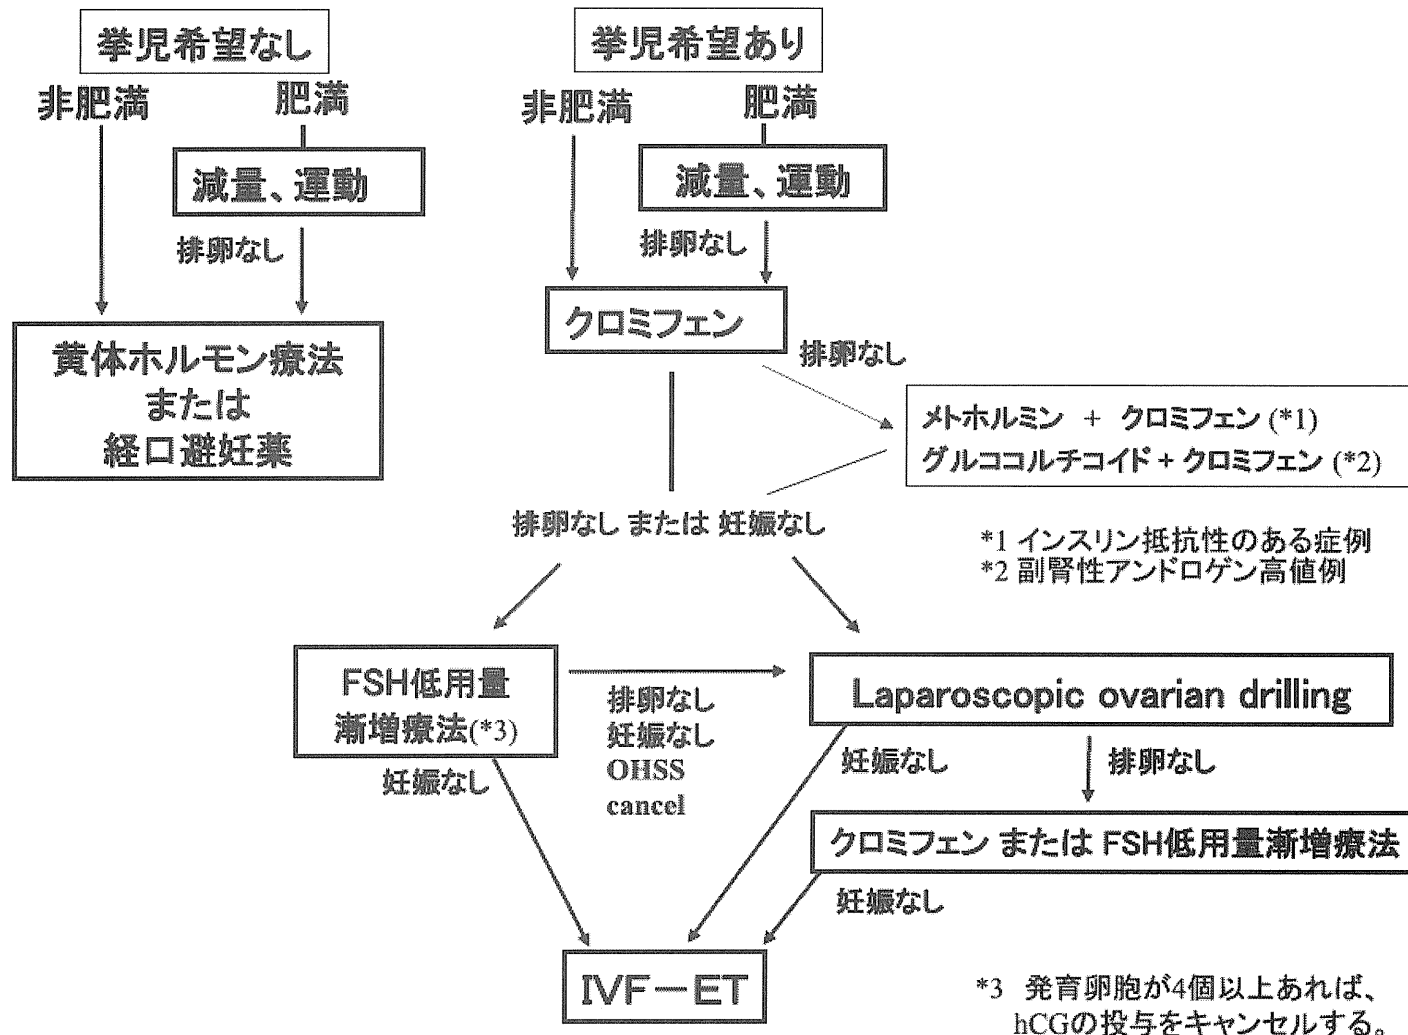 挙児希望なし
非肥満
肥満
減量、運動
排卵なし
黄体ホルモン療法
または
経口避妊薬
挙児希望あり
非肥満
肥満
減量、運動
排卵なし
クロミフェン
排卵なし
メトホルミン + クロミフェン (*1)
グルココルチコイド + クロミフェン (*2)
*1 インスリン抵抗性のある症例
*2 副腎性アンドロゲン高値例
排卵なし または 妊娠なし
FSH低用量
漸増療法(*3)
排卵なし
妊娠なし
OHSS
cancel
Laparoscopic ovarian drilling
妊娠なし
妊娠なし
排卵なし
クロミフェン または FSH低用量漸増療法
妊娠なし
IVF－ET
*3 発育卵胞が4個以上あれば、
hCGの投与をキャンセルする。